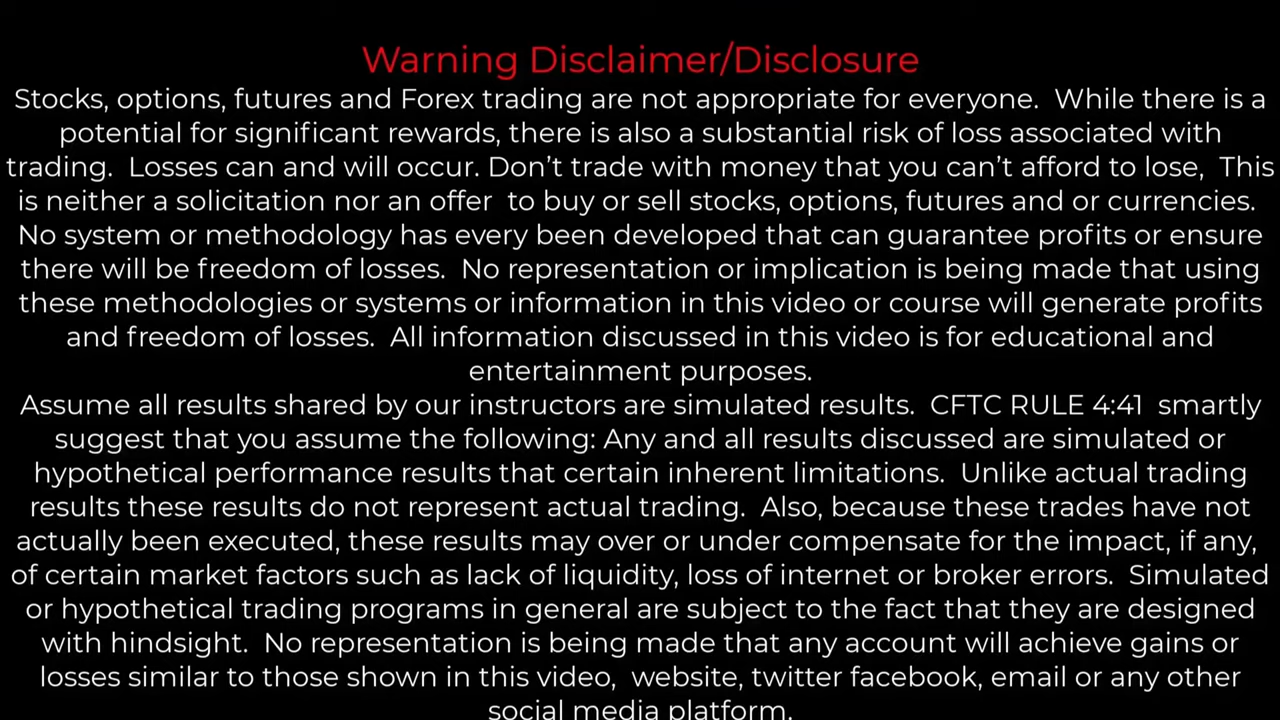 Warning Disclaimer/Disclosure
Stocks, options, futures and Forex trading are not appropriate for everyone.  While there is a
potential for significant rewards, there is also a substantial risk of loss associated with
trading.  Losses can and will occur. Don’t trade with money that you can’t afford to lose,  This
is neither a solicitation nor an offer  to buy or sell stocks, options, futures and or currencies.
No system or methodology has every been developed that can guarantee profits or ensure
there will be freedom of losses.  No representation or implication is being made that using
these methodologies or systems or information in this video or course will generate profits
and freedom of losses.  All information discussed in this video is for educational and
entertainment purposes.
Assume all results shared by our instructors are simulated results.  CFTC RULE 4:41  smartly
suggest that you assume the following: Any and all results discussed are simulated or
hypothetical performance results that certain inherent limitations.  Unlike actual trading
results these results do not represent actual trading.  Also, because these trades have not
actually been executed, these results may over or under compensate for the impact, if any,
of certain market factors such as lack of liquidity, loss of internet or broker errors.  Simulated
or hypothetical trading programs in general are subject to the fact that they are designed
with hindsight.  No representation is being made that any account will achieve gains or
losses similar to those shown in this video,  website, twitter facebook, email or any other
social media platform.